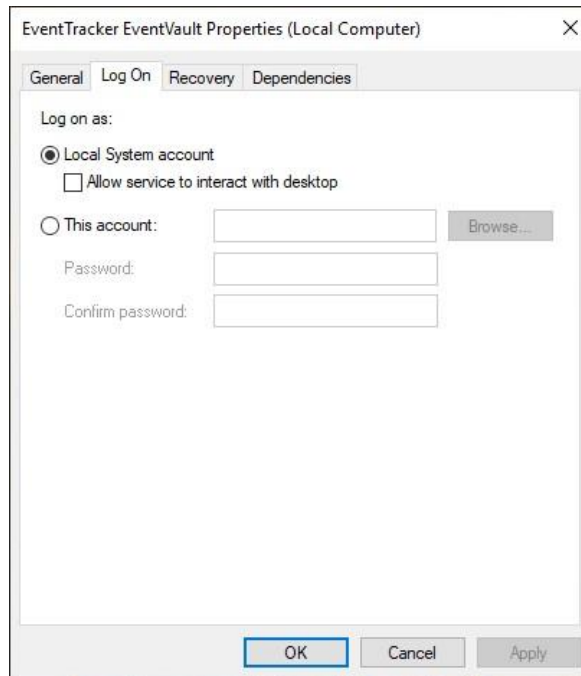 EventTracker EventVault Properties (Local Computer)
General Log On Recovery Dependencies
Log on as:
Local System account
Allow service to interact with desktop
This account:
Browse...
Password:
Confirm password:
OK Cancel Apply